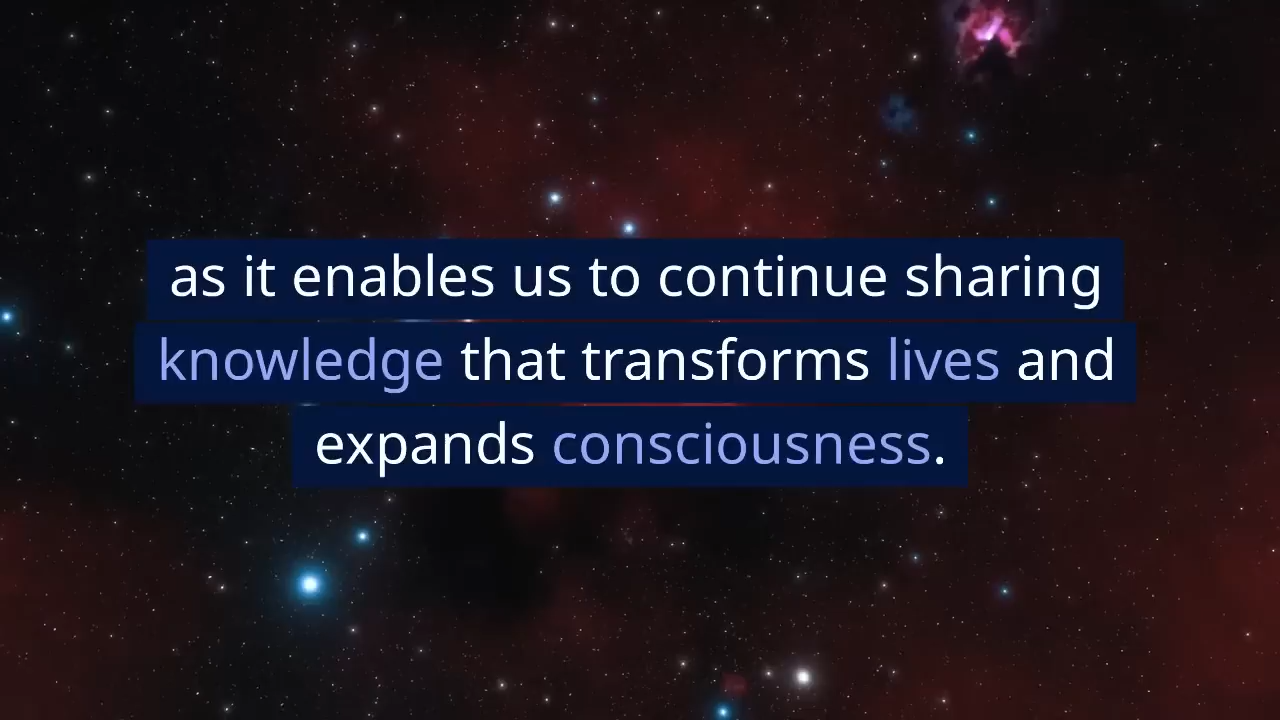 as it enables us to continue sharing
knowledge that transforms lives and
expands consciousness.